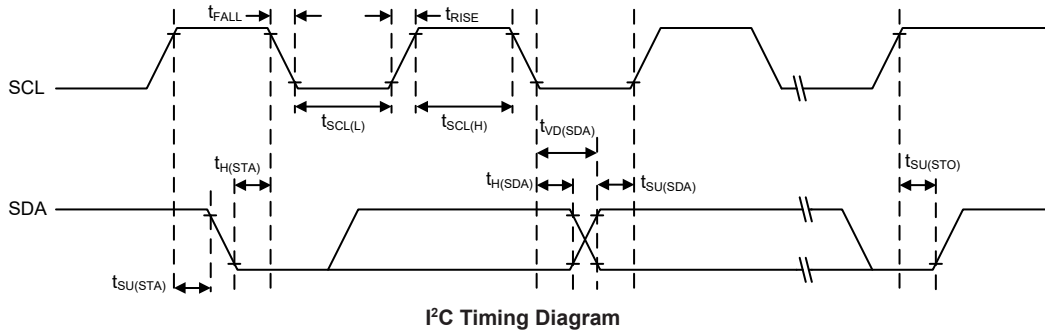 tFALL
tRISE
SCL
tSCL(L)
tSCL(H)
tVD(SDA)
tH(STA)
tH(SDA)
tSU(SDA)
tSU(STO)
SDA
tSU(STA)
I²C Timing Diagram